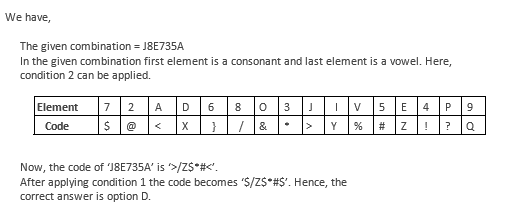 We have,
The given combination = J8E735A
In the given combination first element is a consonant and last element is a vowel. Here,
condition 2 can be applied.
Element 7 2 A D 6 8 O 3 J I V 5 E 4 P 9
Code $ @ < X } / & * > Y % # Z ! ? Q
Now, the code of 'J8E735A' is '>/Z$*#<'.
After applying condition 1 the code becomes '$/Z$*#$'. Hence, the
correct answer is option D.